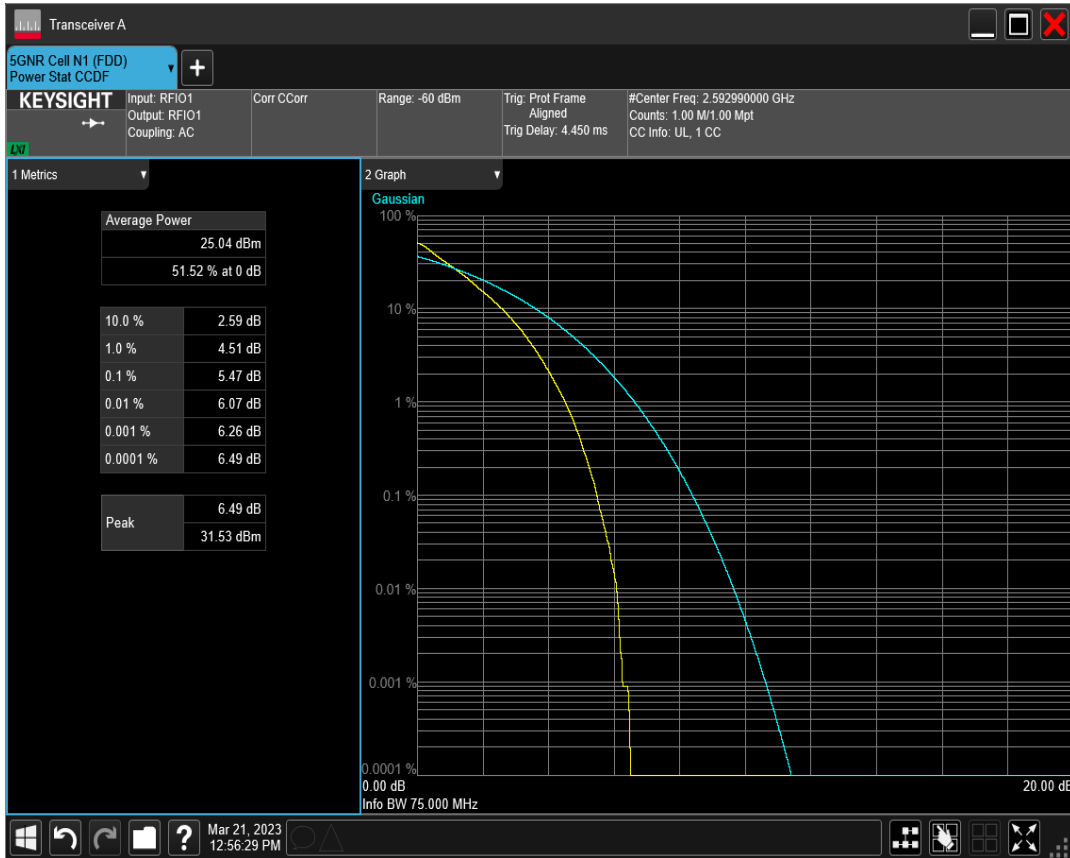 Transceiver A
5GNR Cell N1 (FDD)
Power Stat CCDF
+
KEYSIGHT
LXI
Input: RFIO1
Output: RFIO1
Coupling: AC
Corr CCorr
Range: -60 dBm
Trig: Prot Frame
Aligned
Trig Delay: 4.450 ms
#Center Freq: 2.592990000 GHz
Counts: 1.00 M/1.00 Mpt
CC Info: UL, 1 CC
1 Metrics
Average Power
25.04 dBm
51.52 % at 0 dB
10.0 % 2.59 dB
1.0 % 4.51 dB
0.1 % 5.47 dB
0.01 % 6.07 dB
0.001 % 6.26 dB
0.0001 % 6.49 dB
Peak
6.49 dB
31.53 dBm
2 Graph
Gaussian
100 %
10 %
1 %
0.1 %
0.01 %
0.001 %
0.0001 %
0.00 dB 20.00 dB
Info BW 75.000 MHz
?
Mar 21, 2023
12:56:29 PM